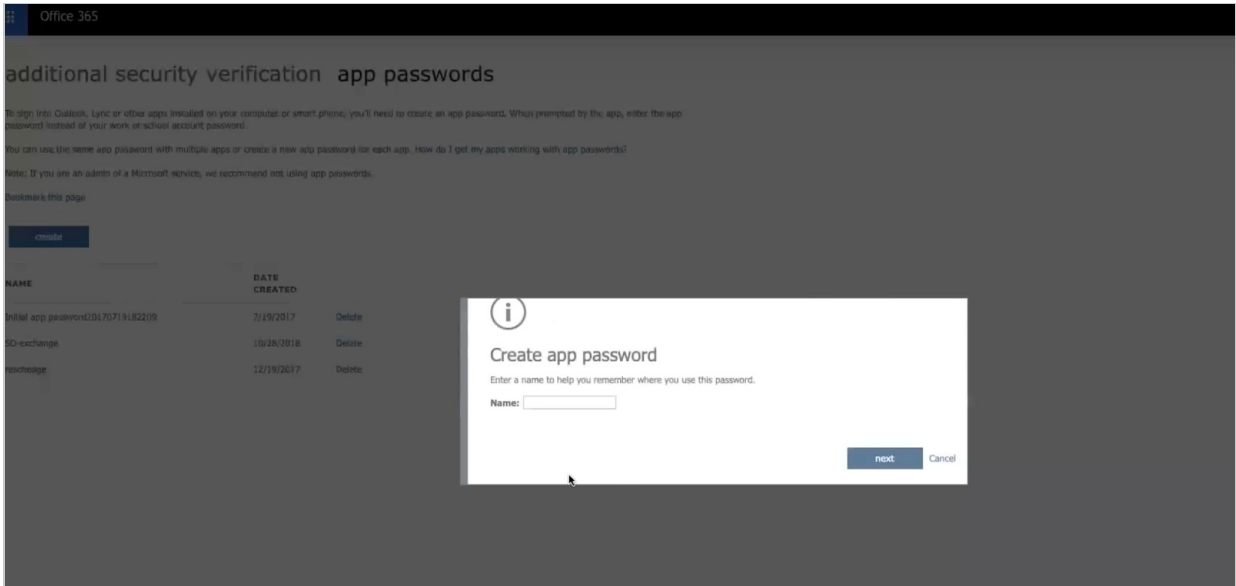 Office 365
additional security verification app passwords
To sign into Outlook, Lync or other apps installed on your computer or smart phone, you'll need to create an app password. When prompted by the app, enter the app
password instead of your work or school account password.
You can use the same app password with multiple apps or create a new app password for each app. How do I get my apps working with app passwords?
Note: If you are an admin of a Microsoft service, we recommend not using app passwords.
Bookmark this page
create
NAME DATE
CREATED
Initial app password20170719182209 7/19/2017 Delete
SO-exchange 10/28/2018 Delete
12/19/2017 Delete
i
Create app password
Enter a name to help you remember where you use this password.
Name:
next Cancel